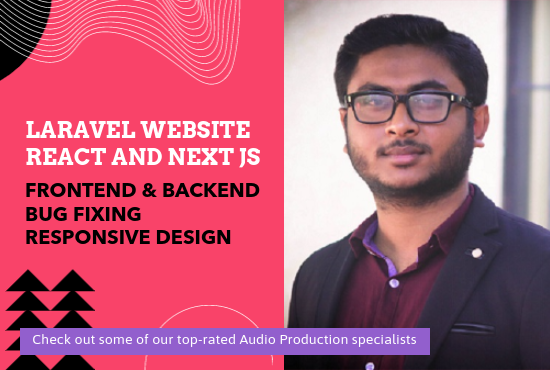 LARAVEL WEBSITE
REACT AND NEXT JS
FRONTEND & BACKEND
BUG FIXING
RESPONSIVE DESIGN
Check out some of our top-rated Audio Production specialists